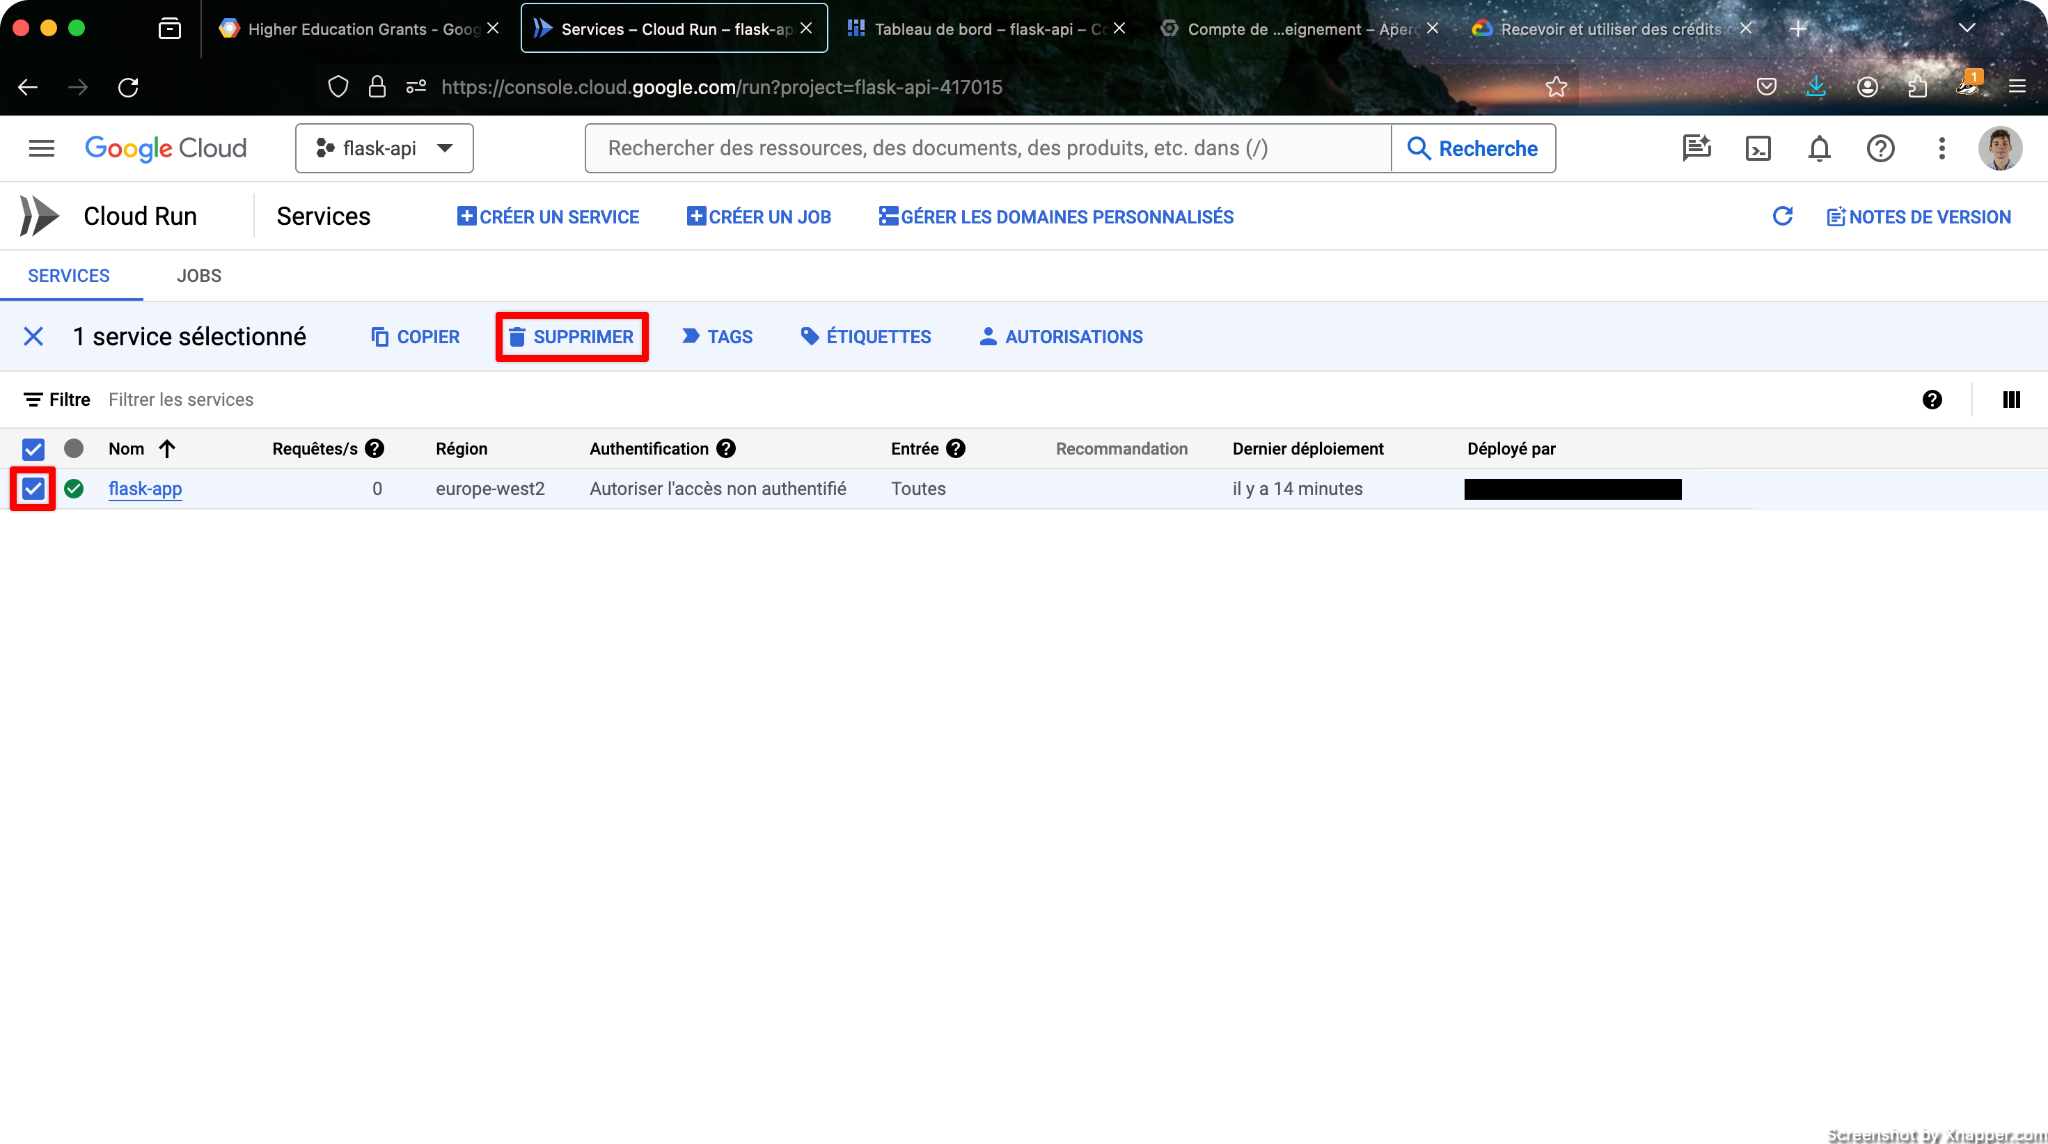 Higher Education Grants - Goog
Services – Cloud Run – flask-ap
Tableau de bord – flask-api – Co
Compte de ...eignement – Aperç
Recevoir et utiliser des crédits
https://console.cloud.google.com/run?project=flask-api-417015
1
Google Cloud
flask-api
Rechercher des ressources, des documents, des produits, etc. dans (/)
Recherche
Cloud Run
Services
CRÉER UN SERVICE
CRÉER UN JOB
GÉRER LES DOMAINES PERSONNALISÉS
NOTES DE VERSION
SERVICES
JOBS
1 service sélectionné
COPIER
SUPPRIMER
TAGS
ÉTIQUETTES
AUTORISATIONS
Filtre Filtrer les services
Nom Requêtes/s Région Authentification Entrée Recommandation Dernier déploiement Déployé par
flask-app 0 europe-west2 Autoriser l'accès non authentifié Toutes il y a 14 minutes
Screenshot by Xnapper.com